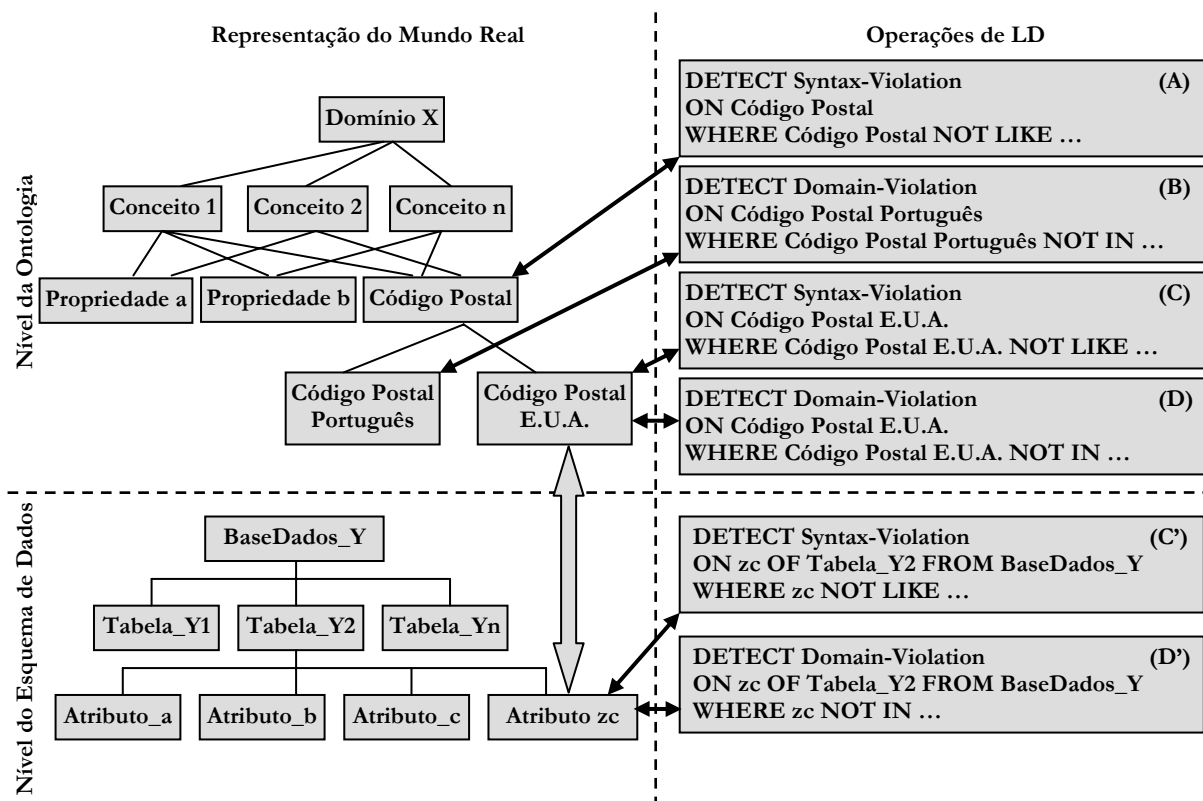 Representação do Mundo Real
Operações de LD
Nível da Ontologia
Domínio X
Conceito 1
Conceito 2
Conceito n
Propriedade a
Propriedade b
Código Postal
Código Postal
Português
Código Postal
E.U.A.
DETECT Syntax-Violation (A)
ON Código Postal
WHERE Código Postal NOT LIKE …
DETECT Domain-Violation (B)
ON Código Postal Português
WHERE Código Postal Português NOT IN …
DETECT Syntax-Violation (C)
ON Código Postal E.U.A.
WHERE Código Postal E.U.A. NOT LIKE …
DETECT Domain-Violation (D)
ON Código Postal E.U.A.
WHERE Código Postal E.U.A. NOT IN …
Nível do Esquema de Dados
BaseDados_Y
Tabela_Y1
Tabela_Y2
Tabela_Yn
Atributo_a
Atributo_b
Atributo_c
Atributo zc
DETECT Syntax-Violation (C’)
ON zc OF Tabela_Y2 FROM BaseDados_Y
WHERE zc NOT LIKE …
DETECT Domain-Violation (D’)
ON zc OF Tabela_Y2 FROM BaseDados_Y
WHERE zc NOT IN …